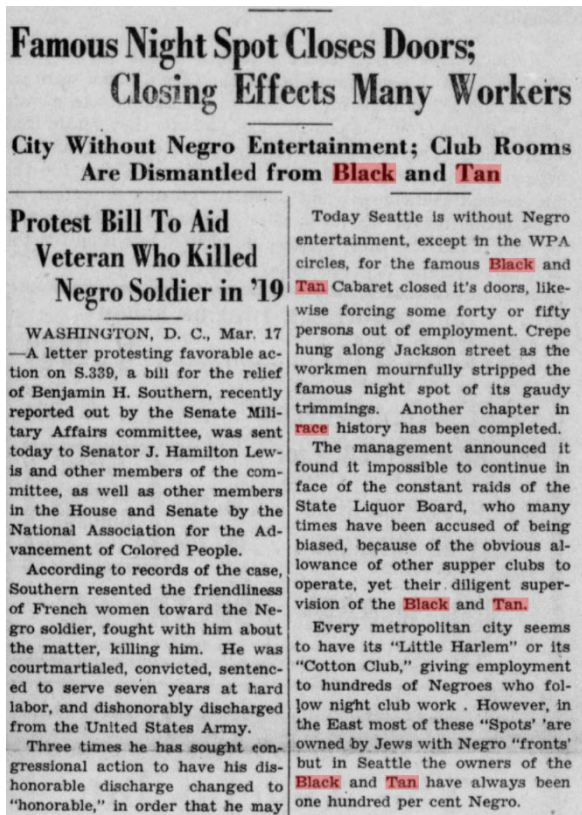 Famous Night Spot Closes Doors;
Closing Effects Many Workers
City Without Negro Entertainment; Club Rooms
Are Dismantled from Black and Tan
Protest Bill To Aid
Veteran Who Killed
Negro Soldier in '19
WASHINGTON, D. C., Mar. 17
—A letter protesting favorable ac-
tion on S.339, a bill for the relief
of Benjamin H. Southern, recently
reported out by the Senate Mili-
tary Affairs committee, was sent
today to Senator J. Hamilton Lew-
is and other members of the com-
mittee, as well as other members
in the House and Senate by the
National Association for the Ad-
vancement of Colored People.
According to records of the case,
Southern resented the friendliness
of French women toward the Ne-
gro soldier, fought with him about
the matter, killing him. He was
courtmartialed, convicted, sentenc-
ed to serve seven years at hard
labor, and dishonorably discharged
from the United States Army.
Three times he has sought con-
gressional action to have his dis-
honorable discharge changed to
"honorable," in order that he may
Today Seattle is without Negro
entertainment, except in the WPA
circles, for the famous Black and
Tan Cabaret closed it's doors, like-
wise forcing some forty or fifty
persons out of employment. Crepe
hung along Jackson street as the
workmen mournfully stripped the
famous night spot of its gaudy
trimmings. Another chapter in
race history has been completed.
The management announced it
found it impossible to continue in
face of the constant raids of the
State Liquor Board, who many
times have been accused of being
biased, because of the obvious al-
lowance of other supper clubs to
operate, yet their diligent super-
vision of the Black and Tan.
Every metropolitan city seems
to have its "Little Harlem" or its
"Cotton Club," giving employment
to hundreds of Negroes who fol-
low night club work . However, in
the East most of these "Spots' 'are
owned by Jews with Negro "fronts'
but in Seattle the owners of the
Black and Tan have always been
one hundred per cent Negro.